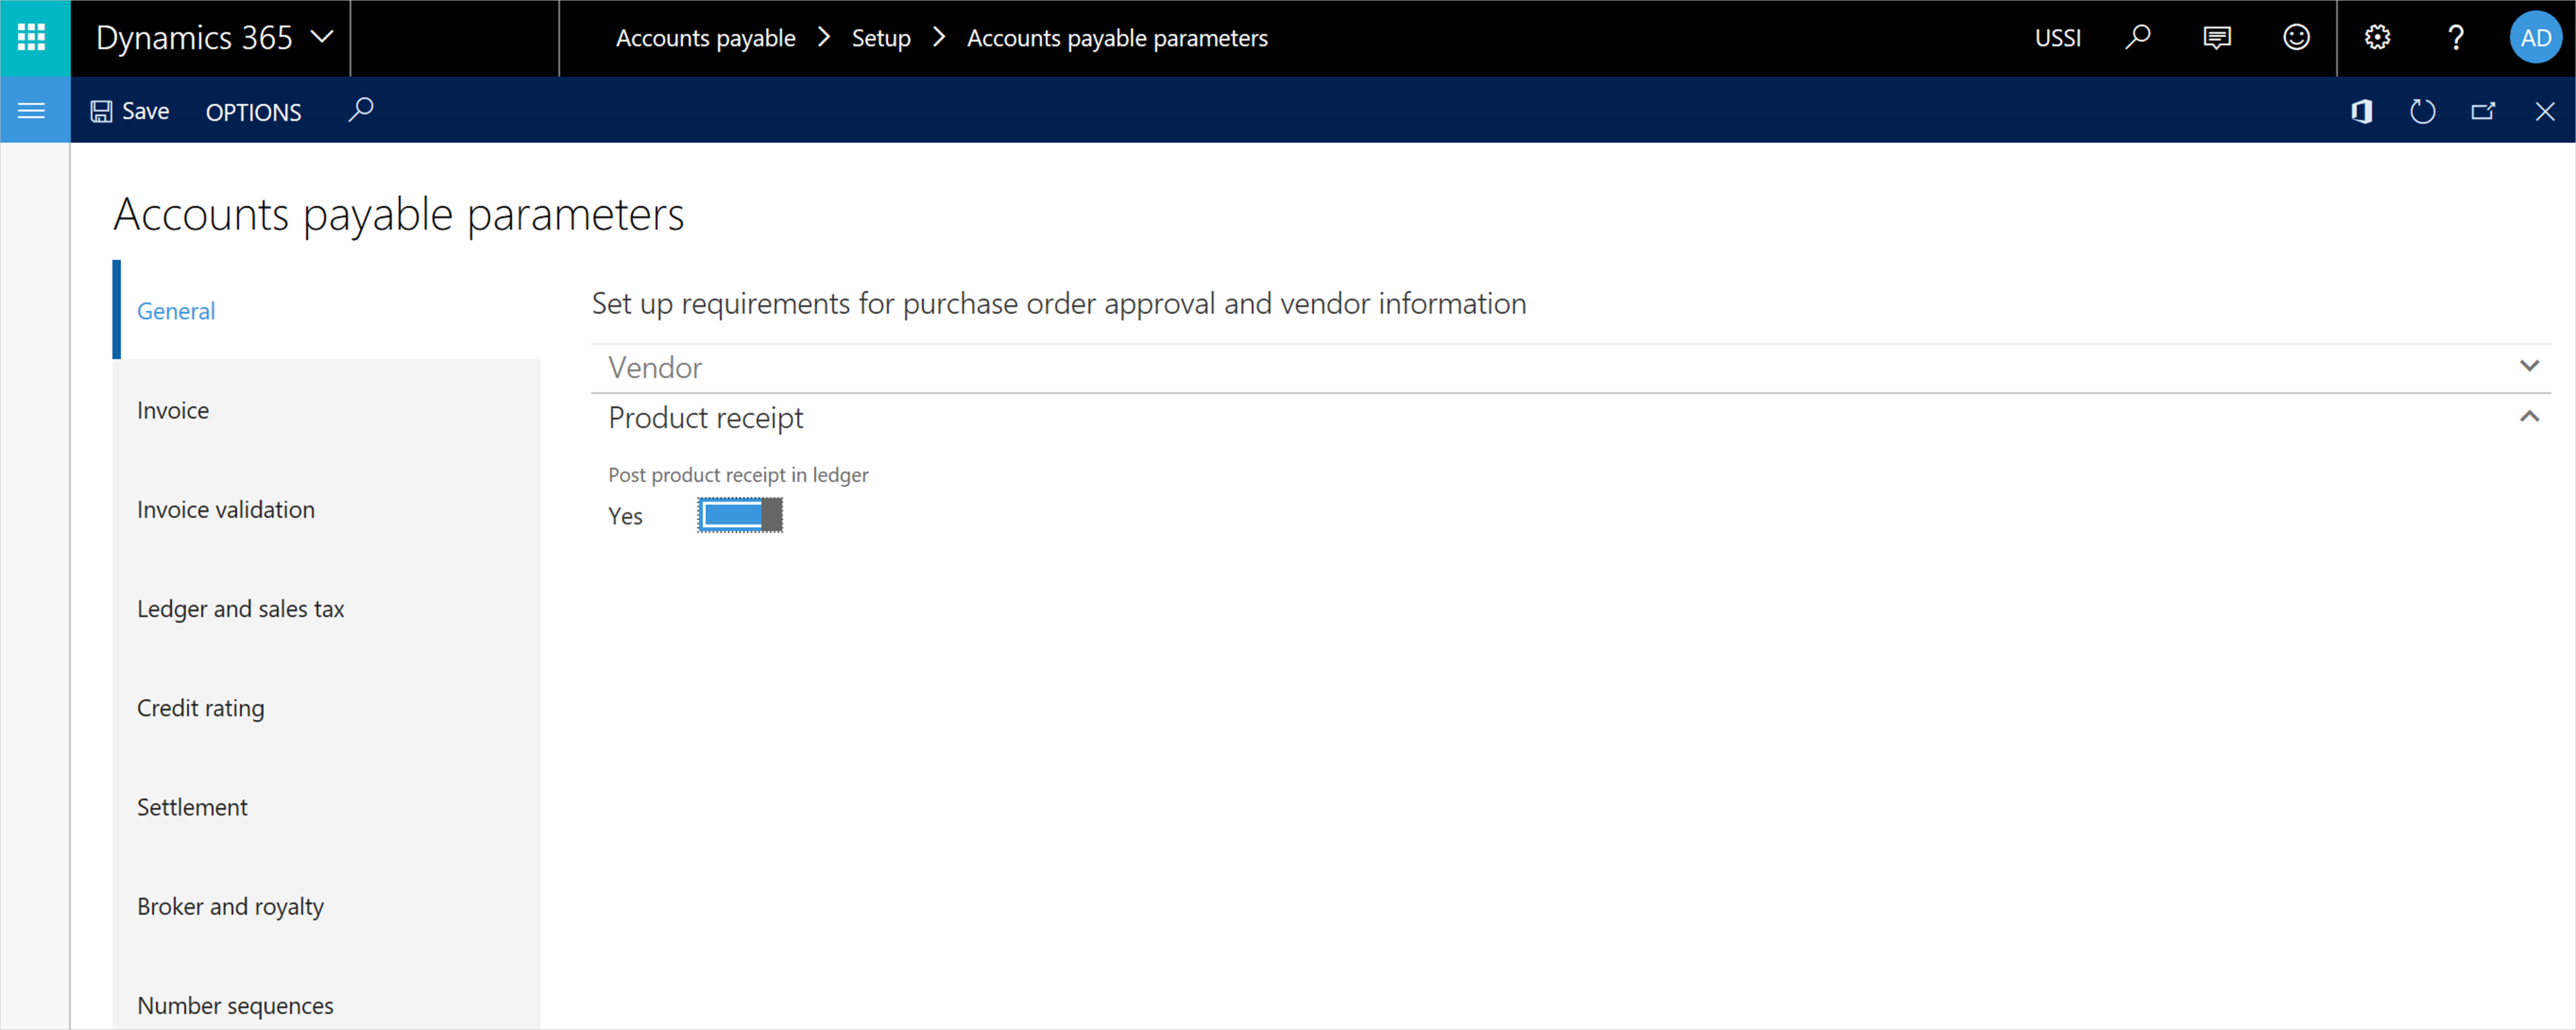 Dynamics 365
Accounts payable > Setup > Accounts payable parameters
USSI
?
AD
Save
OPTIONS
Accounts payable parameters
General
Invoice
Invoice validation
Ledger and sales tax
Credit rating
Settlement
Broker and royalty
Number sequences
Set up requirements for purchase order approval and vendor information
Vendor
Product receipt
Post product receipt in ledger
Yes